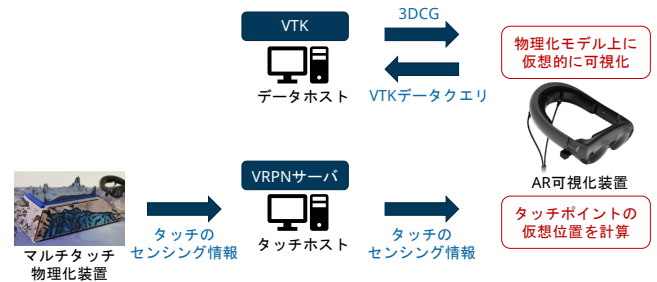 VTK
データホスト
3DCG
VTKデータクエリ
物理化モデル上に
仮想的に可視化
AR可視化装置
VRPNサーバ
タッチホスト
マルチタッチ
物理化装置
タッチの
センシング情報
タッチの
センシング情報
タッチポイントの
仮想位置を計算